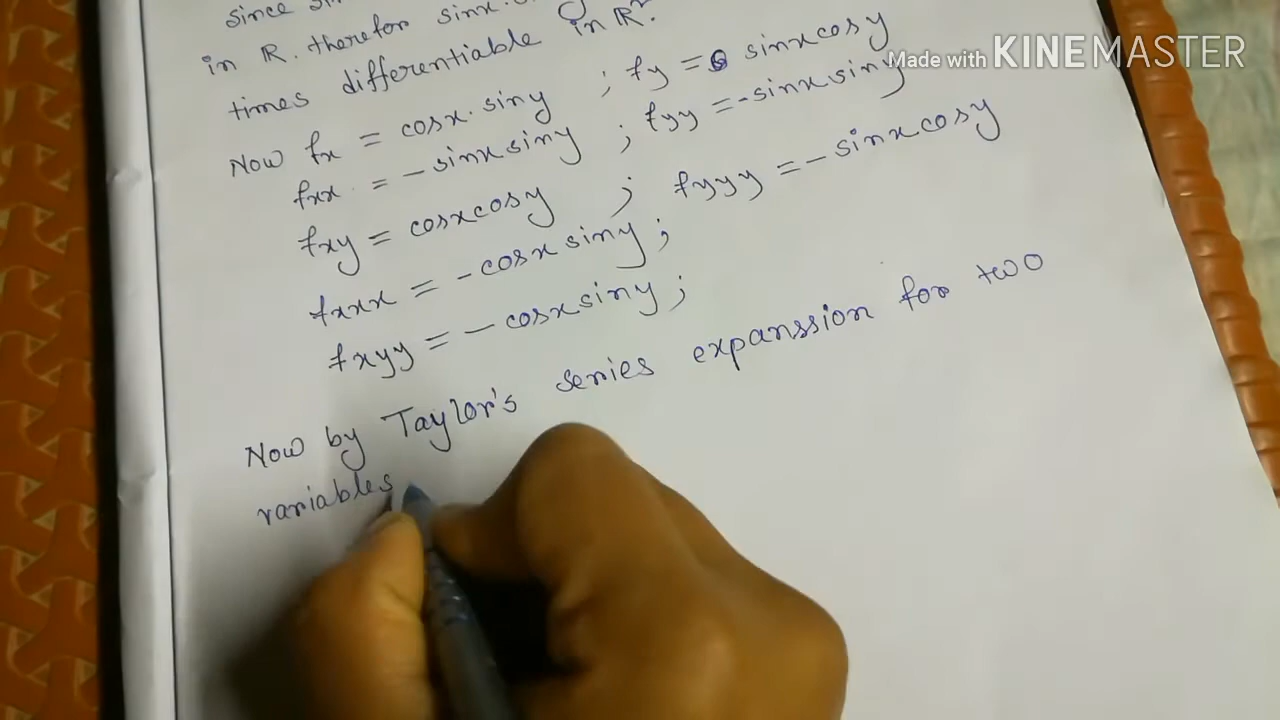 since
in R. therefor sinx.
times differentiable in R².
Now fx = cosx.siny ; fy = sinxcosy
fxx = -sinxsiny ; fyy = -sinxsiny
fxy = cosxcosy ; fyyy = -sinxcosy
fxxx = -cosxsiny ;
fxyy = -cosxsiny ;
Now by Taylor's series expanssion for two
variables
Made with KINEMASTER